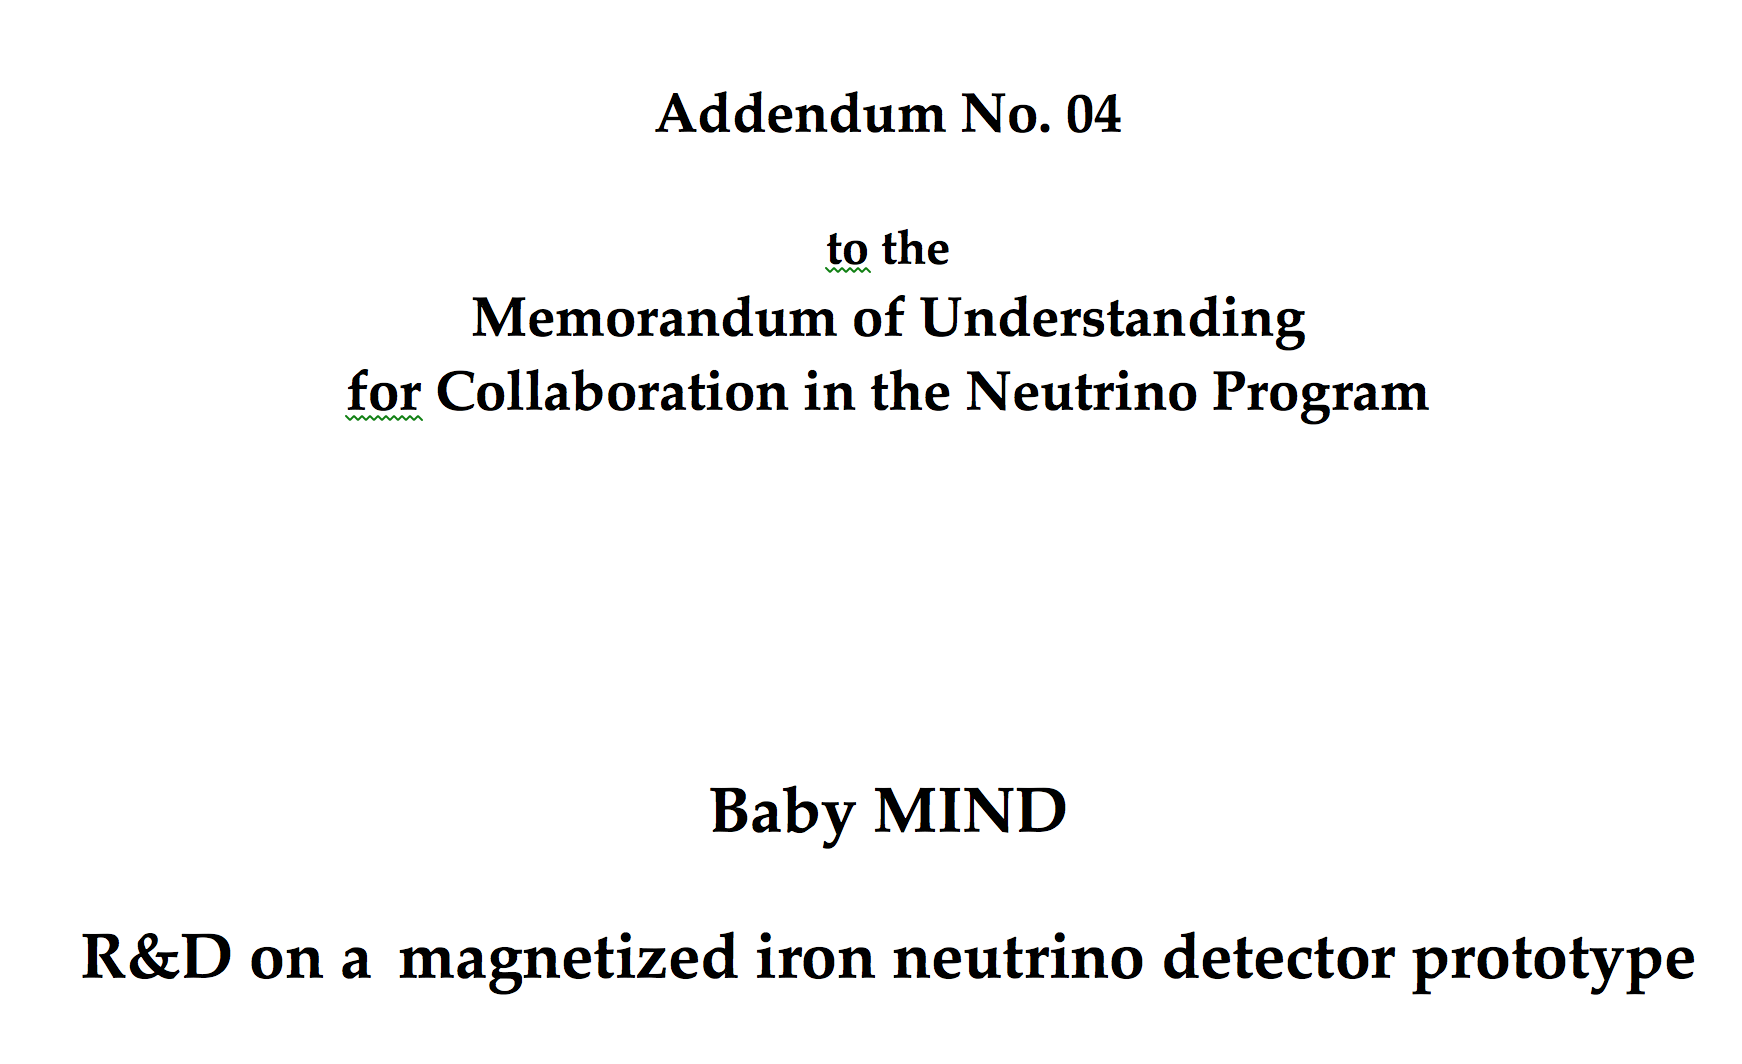 Addendum No. 04
to the
Memorandum of Understanding
for Collaboration in the Neutrino Program
Baby MIND
R&D on a magnetized iron neutrino detector prototype